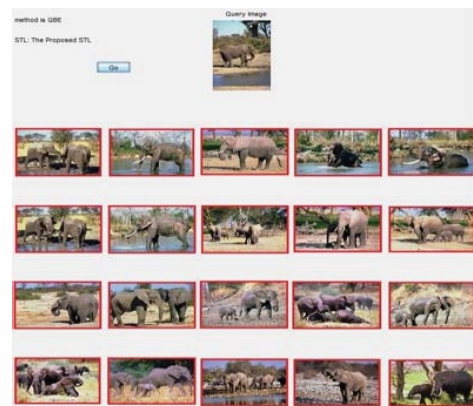 Query Image
method is QBE
STL: The Proposed STL
Go